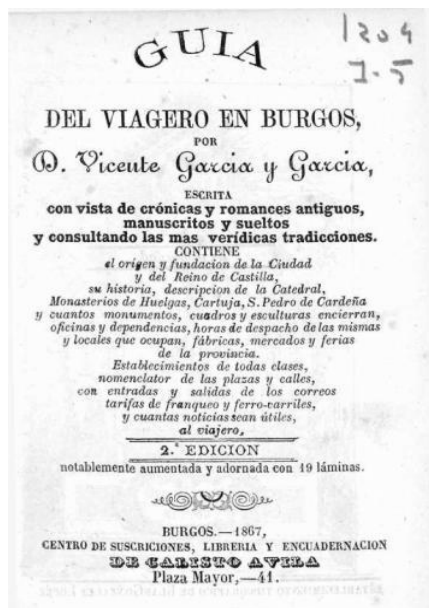 GUIA
1204
J-5
DEL VIAGERO EN BURGOS,
POR
D. Vicente Garcia y Garcia,
ESCRITA
con vista de crónicas y romances antiguos,
manuscritos y sueltos
y consultando las mas verídicas tradicciones.
CONTIENE
el origen y fundacion de la Ciudad
y del Reino de Castilla,
su historia, descripcion de la Catedral,
Monasterios de Huelgas, Cartuja, S. Pedro de Cardeña
y cuantos monumentos, cuadros y esculturas encierran,
oficinas y dependencias, horas de despacho de las mismas
y locales que ocupan, fábricas, mercados y ferias
de la provincia.
Establecimientos de todas clases,
nomenclator de las plazas y calles,
con entradas y salidas de los correos
tarifas de franqueo y ferro-carriles,
y cuantas noticias sean útiles,
al viajero,
2.ª EDICION
notablemente aumentada y adornada con 19 láminas.
BURGOS.—1867,
CENTRO DE SUSCRICIONES, LIBRERIA Y ENCUADERNACION
DE CALISTO AVILA
Plaza Mayor,—41.